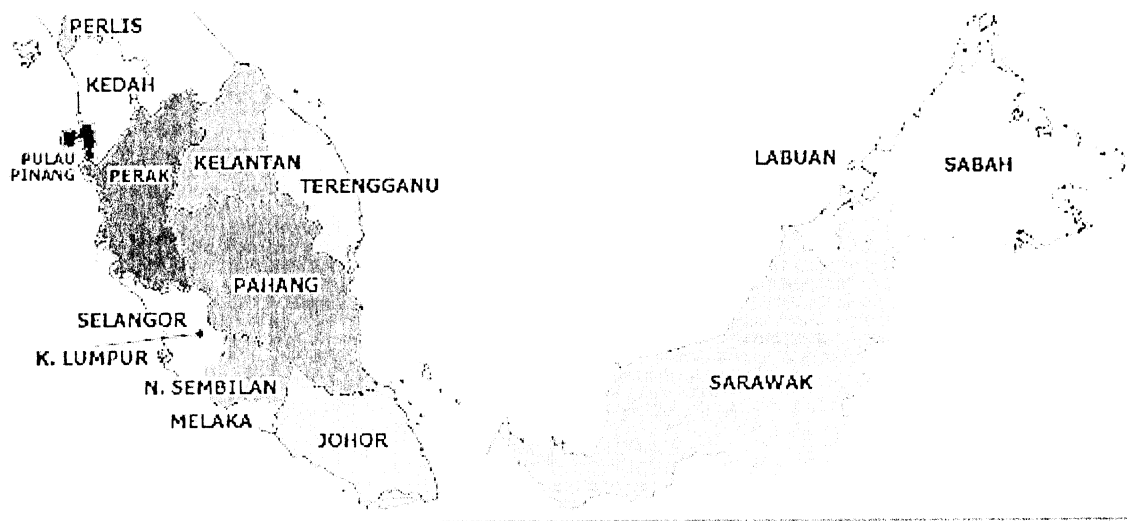 PERLIS
KEDAH
PULAU
PINANG
PERAK
KELANTAN
TERENGGANU
PAHANG
SELANGOR
K. LUMPUR
N. SEMBILAN
MELAKA
JOHOR
LABUAN
SABAH
SARAWAK